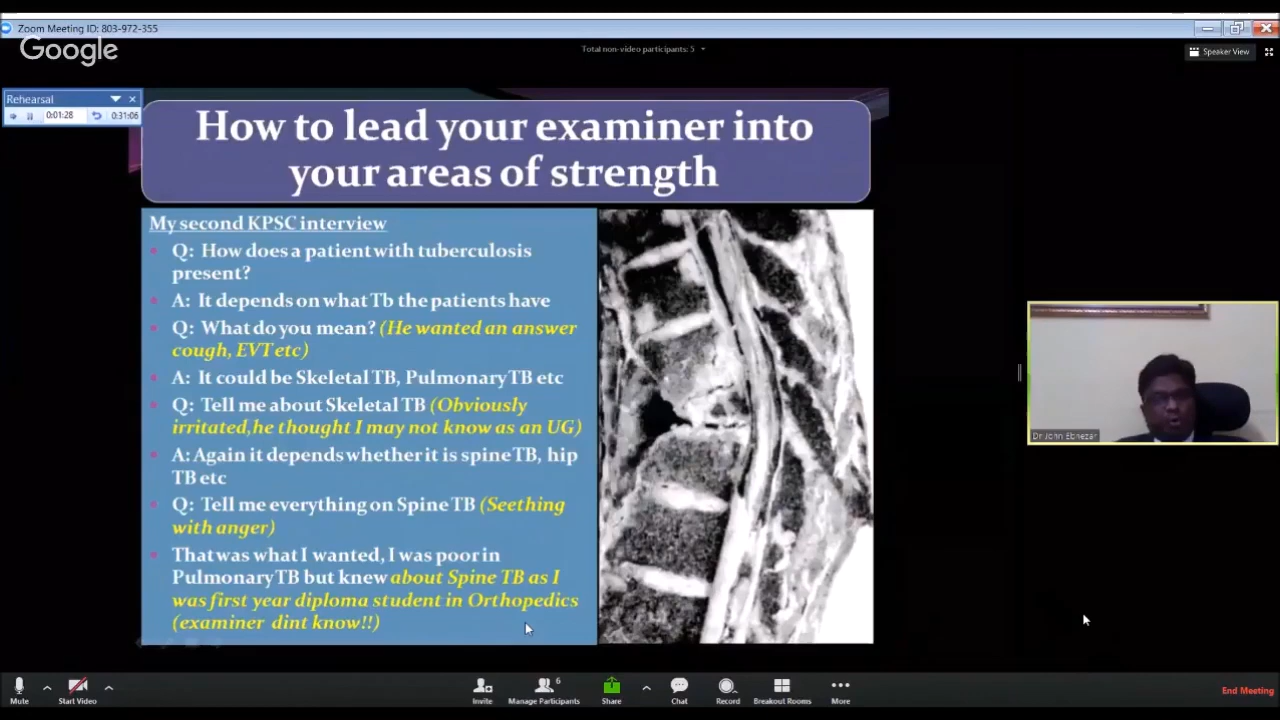 Zoom Meeting ID: 803-972-355
Google
Total non-video participants: 5
Speaker View
Rehearsal
0:01:28
0:31:06
How to lead your examiner into
your areas of strength
My second KPSC interview
Q: How does a patient with tuberculosis
present?
A: It depends on what Tb the patients have
Q: What do you mean? (He wanted an answer
cough, EVT etc)
A: It could be Skeletal TB, Pulmonary TB etc
Q: Tell me about Skeletal TB (Obviously
irritated,he thought I may not know as an UG)
A: Again it depends whether it is spine TB, hip
TB etc
Q: Tell me everything on Spine TB (Seething
with anger)
That was what I wanted, I was poor in
Pulmonary TB but knew about Spine TB as I
was first year diploma student in Orthopedics
(examiner dint know!!)
Dr John Ebnezar
Mute
Start Video
Invite
6
Manage Participants
Share
Chat
Record
Breakout Rooms
More
End Meeting